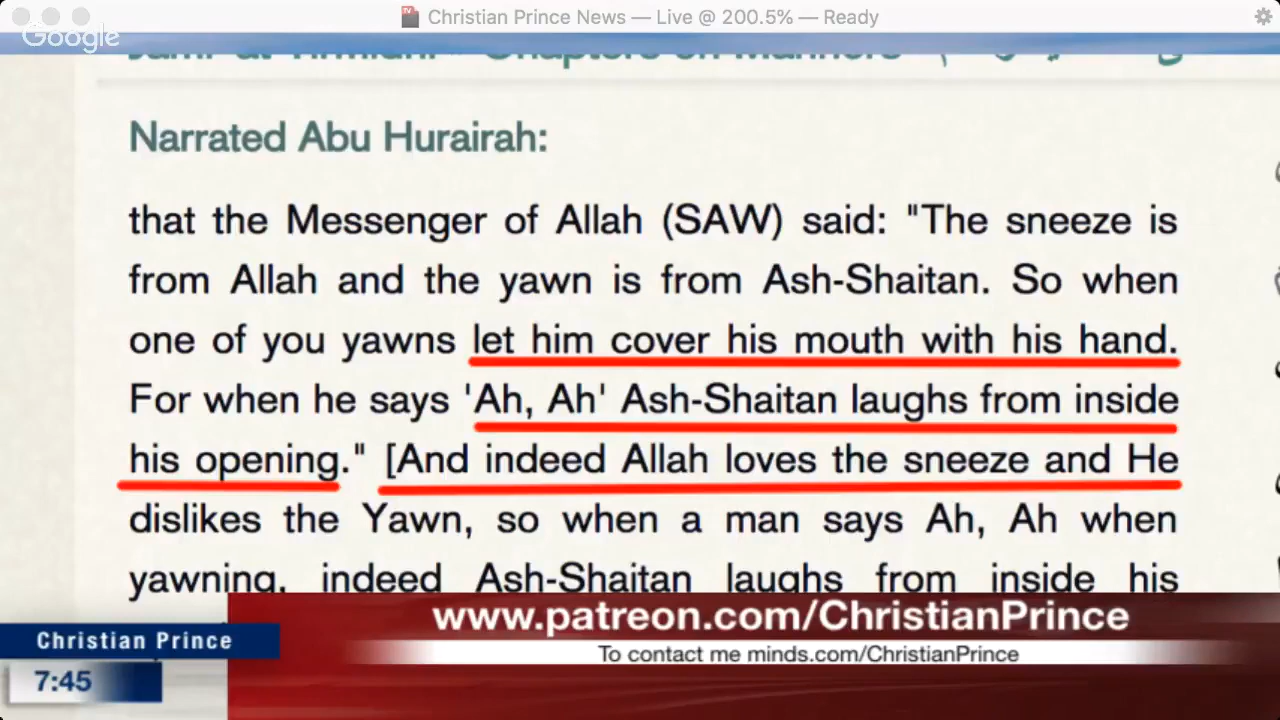 Christian Prince News — Live @ 200.5% — Ready
Google
Narrated Abu Hurairah:
that the Messenger of Allah (SAW) said: "The sneeze is
from Allah and the yawn is from Ash-Shaitan. So when
one of you yawns let him cover his mouth with his hand.
For when he says 'Ah, Ah' Ash-Shaitan laughs from inside
his opening." [And indeed Allah loves the sneeze and He
dislikes the Yawn, so when a man says Ah, Ah when
yawning, indeed Ash-Shaitan laughs from inside his
www.patreon.com/ChristianPrince
Christian Prince
To contact me minds.com/ChristianPrince
7:45